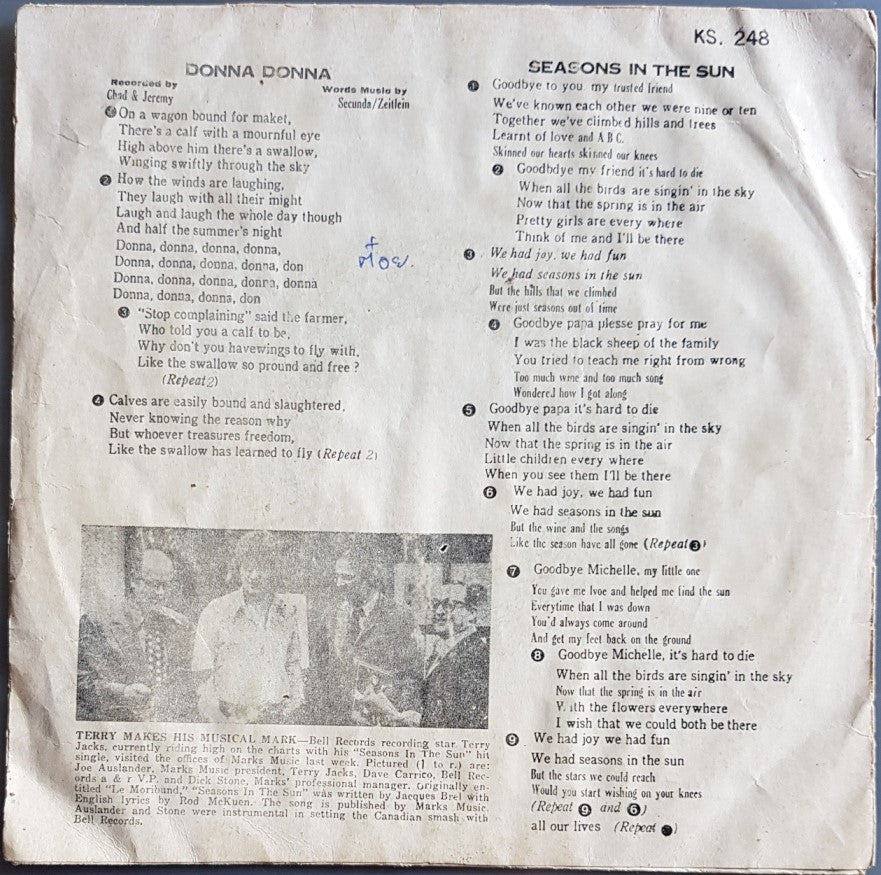 KS. 248
DONNA DONNA
Recorded by
Chad & Jeremy
Words Music by
Secunda/Zeitlein
❶ On a wagon bound for maket,
There's a calf with a mournful eye
High above him there's a swallow,
Winging swiftly through the sky
❷ How the winds are laughing,
They laugh with all their might
Laugh and laugh the whole day though
And half the summer's night
Donna, donna, donna, donna,
Donna, donna, donna, donna, don
Donna, donna, donna, donna, donna
Donna, donna, donna, don
❸ "Stop complaining" said the farmer,
Who told you a calf to be,
Why don't you havewings to fly with,
Like the swallow so pround and free ?
(Repeat 2)
❹ Calves are easily bound and slaughtered,
Never knowing the reason why
But whoever treasures freedom,
Like the swallow has learned to fly (Repeat 2)
TERRY MAKES HIS MUSICAL MARK—Bell Records recording star Terry
Jacks, currently riding high on the charts with his "Seasons In The Sun" hit
single, visited the offices of Marks Music last week. Pictured (l to r.) are:
Joe Auslander, Marks Music president, Terry Jacks, Dave Carrico, Bell Rec-
ords a & r V.P. and Dick Stone, Marks' professional manager. Originally en-
titled "Le Moribund," "Seasons In The Sun" was written by Jacques Brel with
English lyrics by Rod McKuen. The song is published by Marks Music.
Auslander and Stone were instrumental in setting the Canadian smash with
Bell Records.
SEASONS IN THE SUN
❶ Goodbye to you my trusted friend
We've known each other we were nine or ten
Together we've climbed hills and trees
Learnt of love and A B C.
Skinned our hearts skinned our knees
❷ Goodbdye my friend it's hard to die
When all the birds are singin' in the sky
Now that the spring is in the air
Pretty girls are every where
Think of me and I'll be there
❸ We had joy, we had fun
We had seasons in the sun
But the hills that we climbed
Were just seasons out of time
❹ Goodbye papa plesse pray for me
I was the black sheep of the family
You tried to teach me right from wrong
Too much wine and too much song
Wondered how I got along
❺ Goodbye papa it's hard to die
When all the birds are singin' in the sky
Now that the spring is in the air
Little children every where
When you see them I'll be there
❻ We had joy, we had fun
We had seasons in the sun
But the wine and the songs
Like the season have all gone (Repeat ❸)
❼ Goodbye Michelle, my little one
You gave me lvoe and helped me find the sun
Everytime that I was down
You'd always come around
And get my feet back on the ground
❽ Goodbye Michelle, it's hard to die
When all the birds are singin' in the sky
Now that the spring is in the air
With the flowers everywhere
I wish that we could both be there
❾ We had joy we had fun
We had seasons in the sun
But the stars we could reach
Would you start wishing on your knees
(Repeat ❾ and ❻)
all our lives (Repeat )